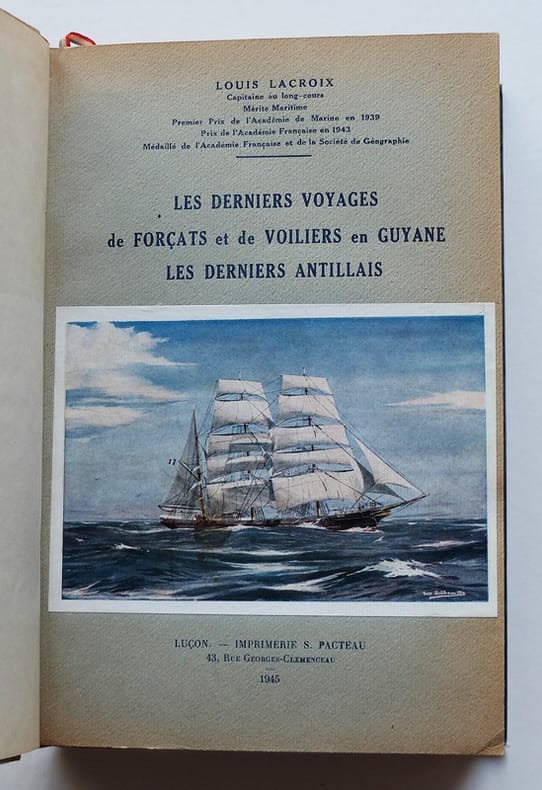 LOUIS LACROIX
Capitaine au long-cours
Mérite Maritime
Premier Prix de l'Académie de Marine en 1939
Prix de l'Académie Française en 1943
Médaillé de l'Académie Française et de la Société de Géographie
LES DERNIERS VOYAGES
de FORÇATS et de VOILIERS en GUYANE
LES DERNIERS ANTILLAIS
LUÇON. — IMPRIMERIE S. PACTEAU
43, RUE GEORGES-CLEMENCEAU
1945